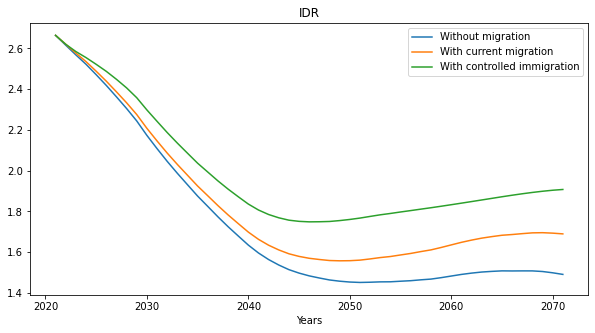 IDR
Without migration
With current migration
With controlled immigration
2.6
2.4
2.2
2.0
1.8
1.6
1.4
2020 2030 2040 2050 2060 2070
Years